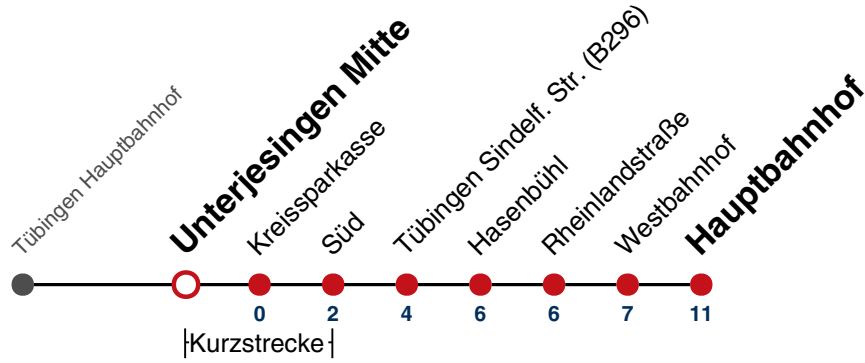 Tübingen Hauptbahnhof
Unterjesingen Mitte
Kreissparkasse
Süd
Tübingen Sindelf. Str. (B296)
Hasenbühl
Rheinlandstraße
Westbahnhof
Hauptbahnhof
0 2 4 6 6 7 11
Kurzstrecke